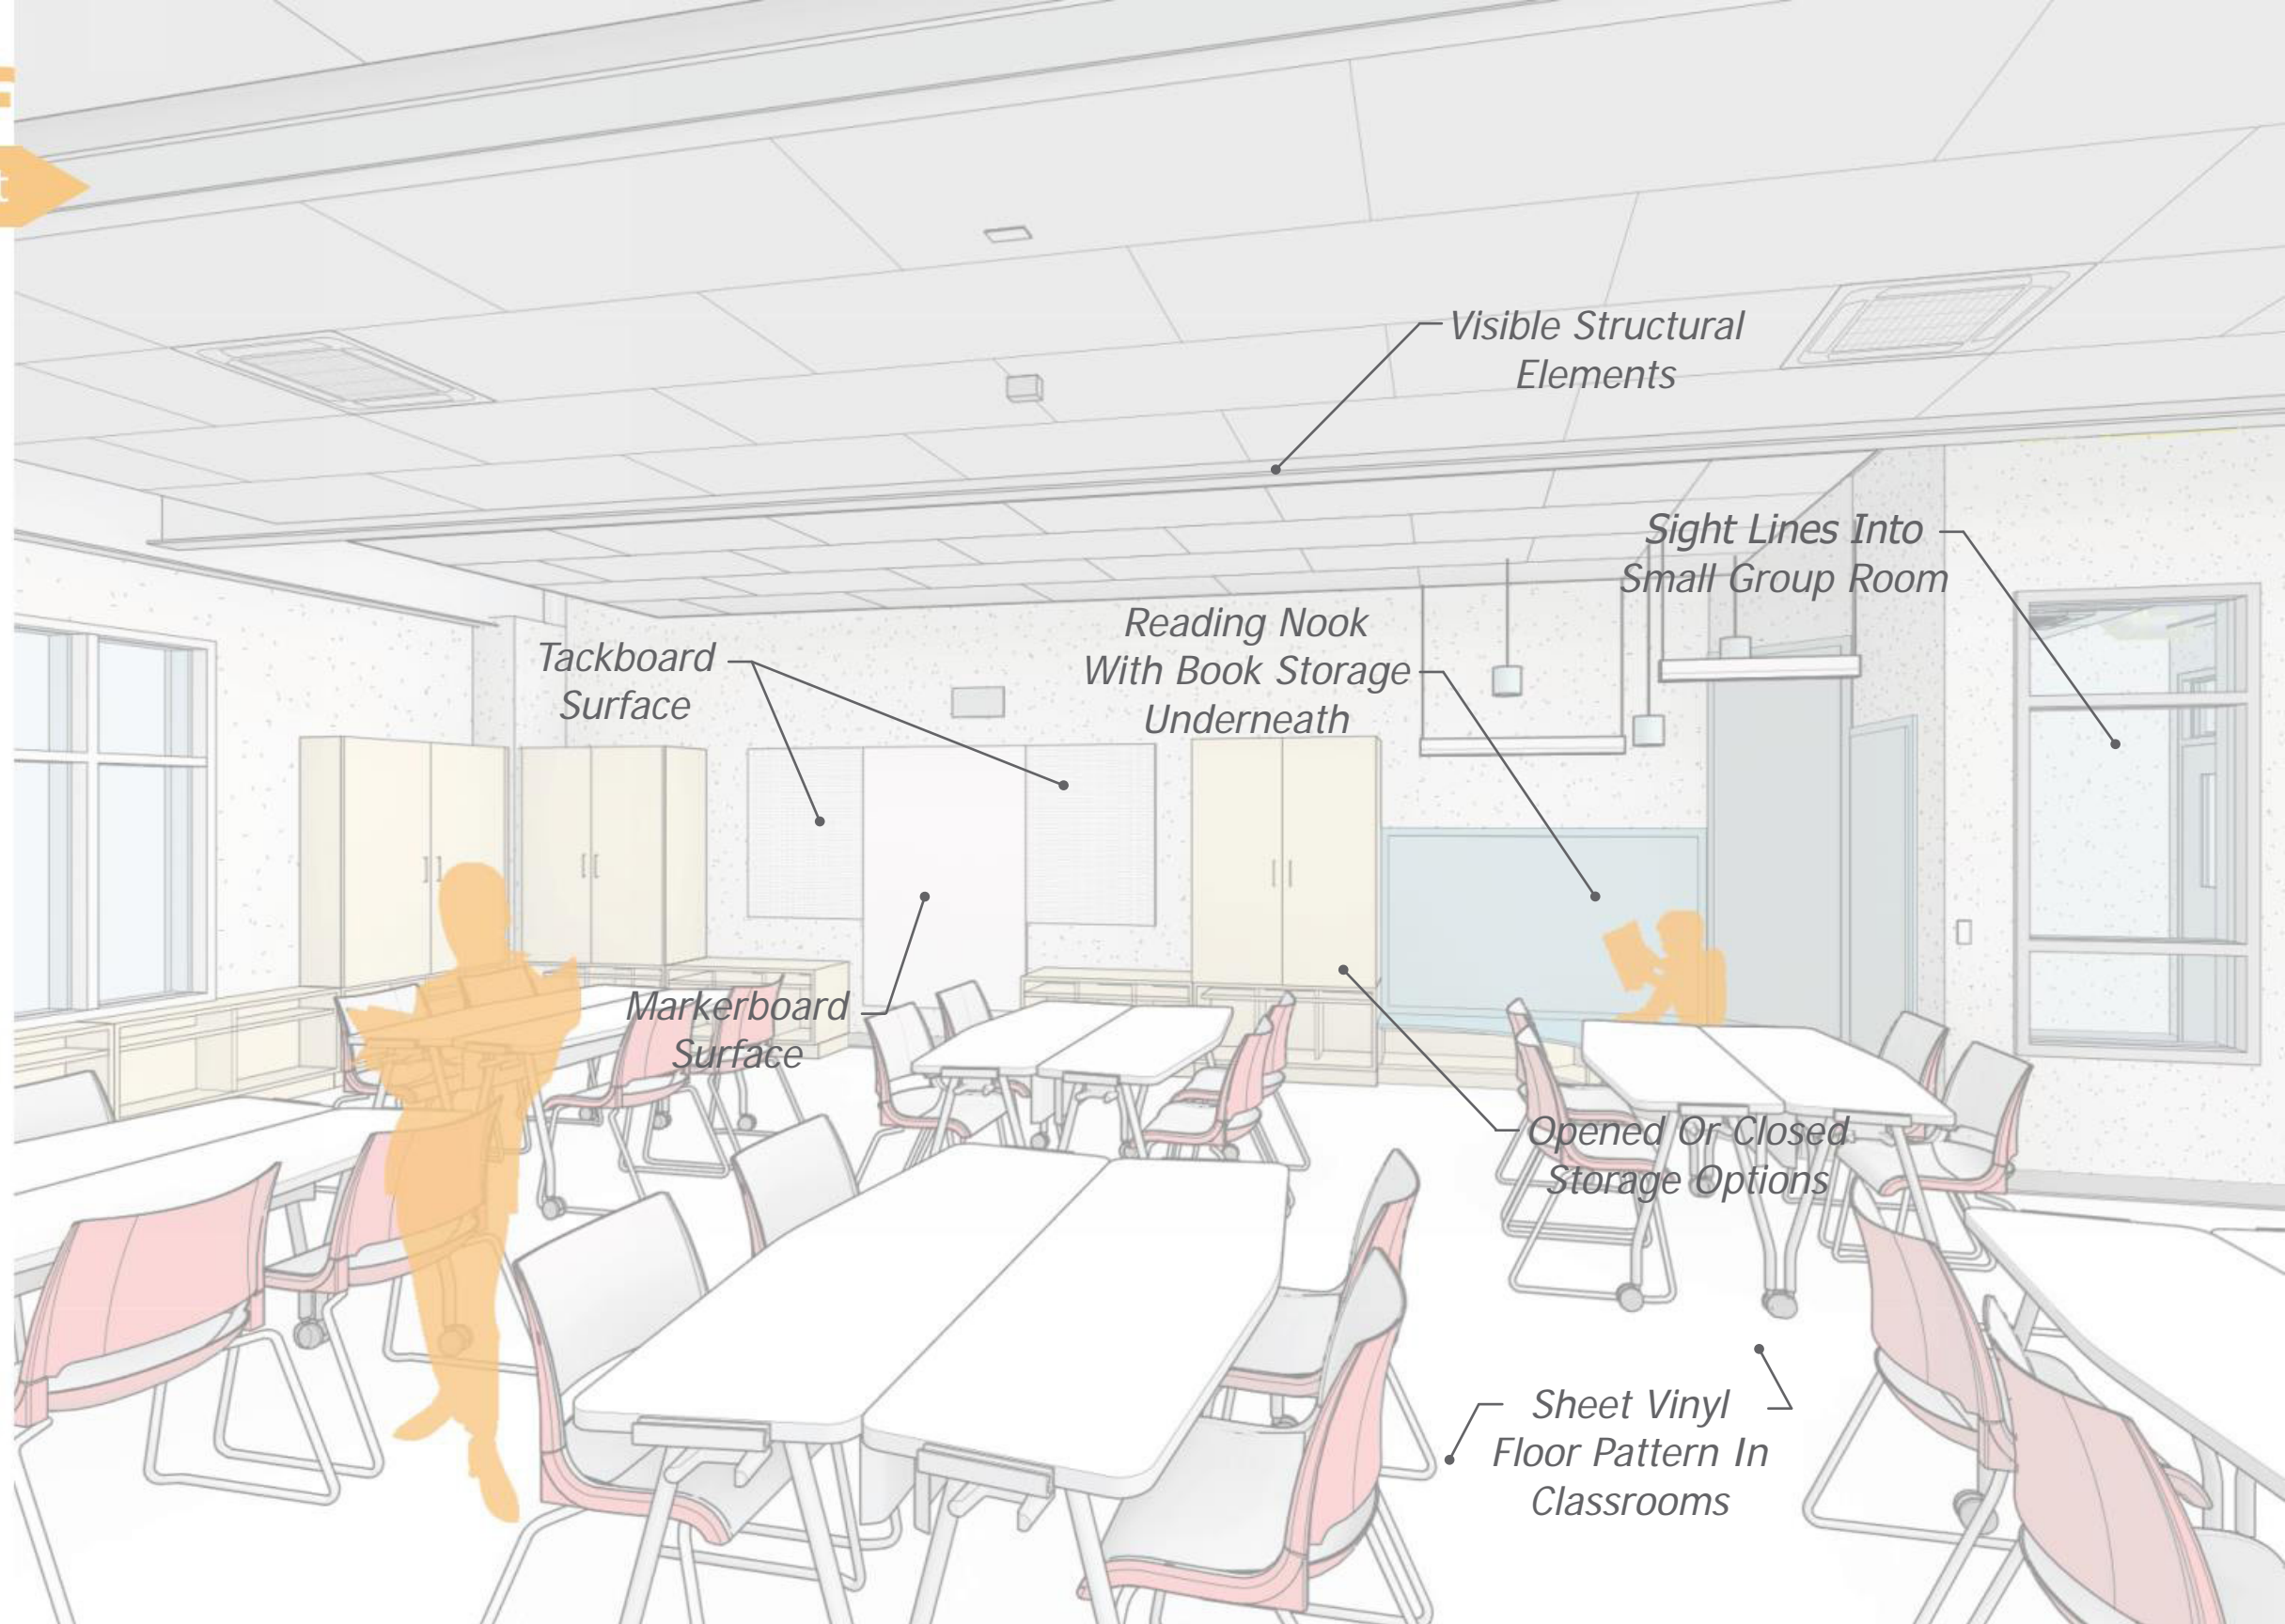 t
Visible Structural
Elements
Sight Lines Into
Small Group Room
Reading Nook
With Book Storage
Underneath
Tackboard
Surface
Markerboard
Surface
Opened Or Closed
Storage Options
Sheet Vinyl
Floor Pattern In
Classrooms